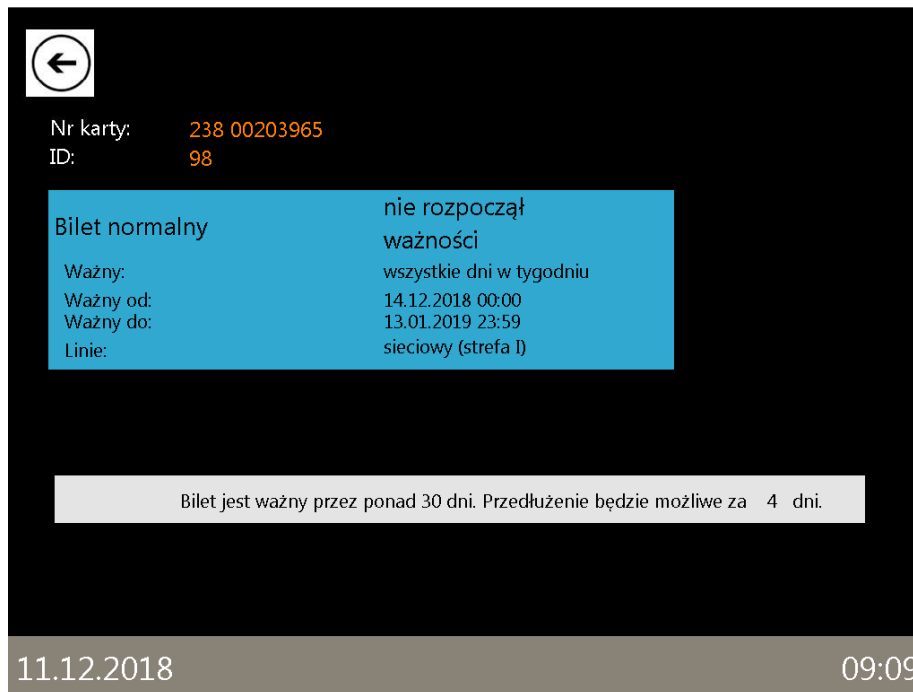 Nr karty: 238 00203965
ID: 98
Bilet normalny nie rozpoczął
ważności
Ważny: wszystkie dni w tygodniu
Ważny od: 14.12.2018 00:00
Ważny do: 13.01.2019 23:59
Linie: sieciowy (strefa I)
Bilet jest ważny przez ponad 30 dni. Przedłużenie będzie możliwe za 4 dni.
11.12.2018 09:09